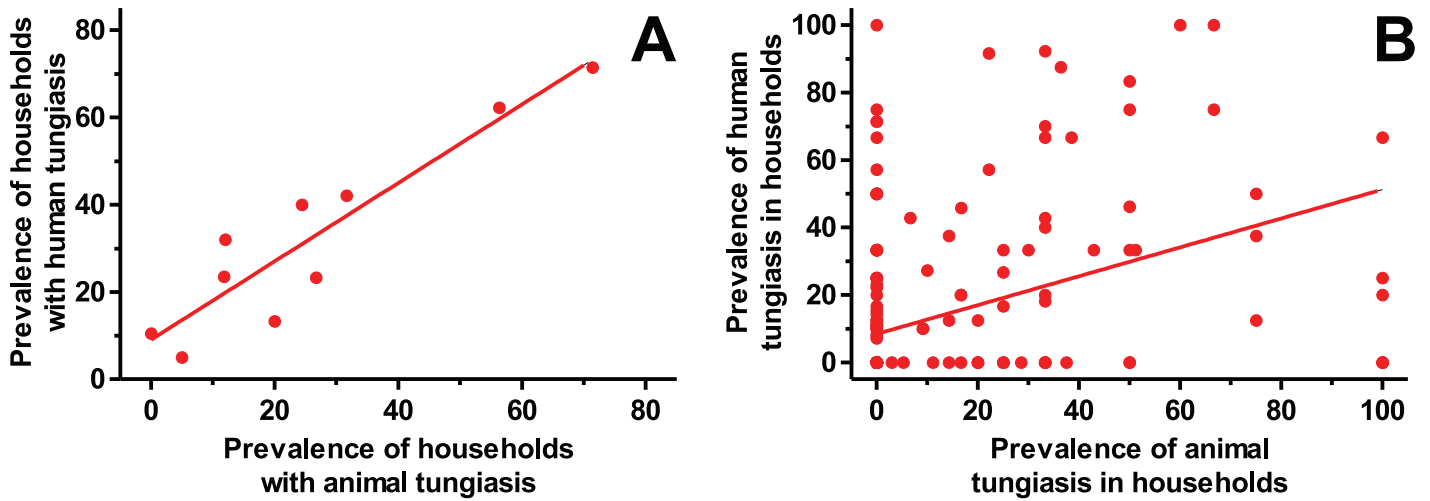 A
Prevalence of households
with human tungiasis
80
60
40
20
0
0 20 40 60 80
Prevalence of households
with animal tungiasis
B
Prevalence of human
tungiasis in households
100
80
60
40
20
0
0 20 40 60 80 100
Prevalence of animal
tungiasis in households